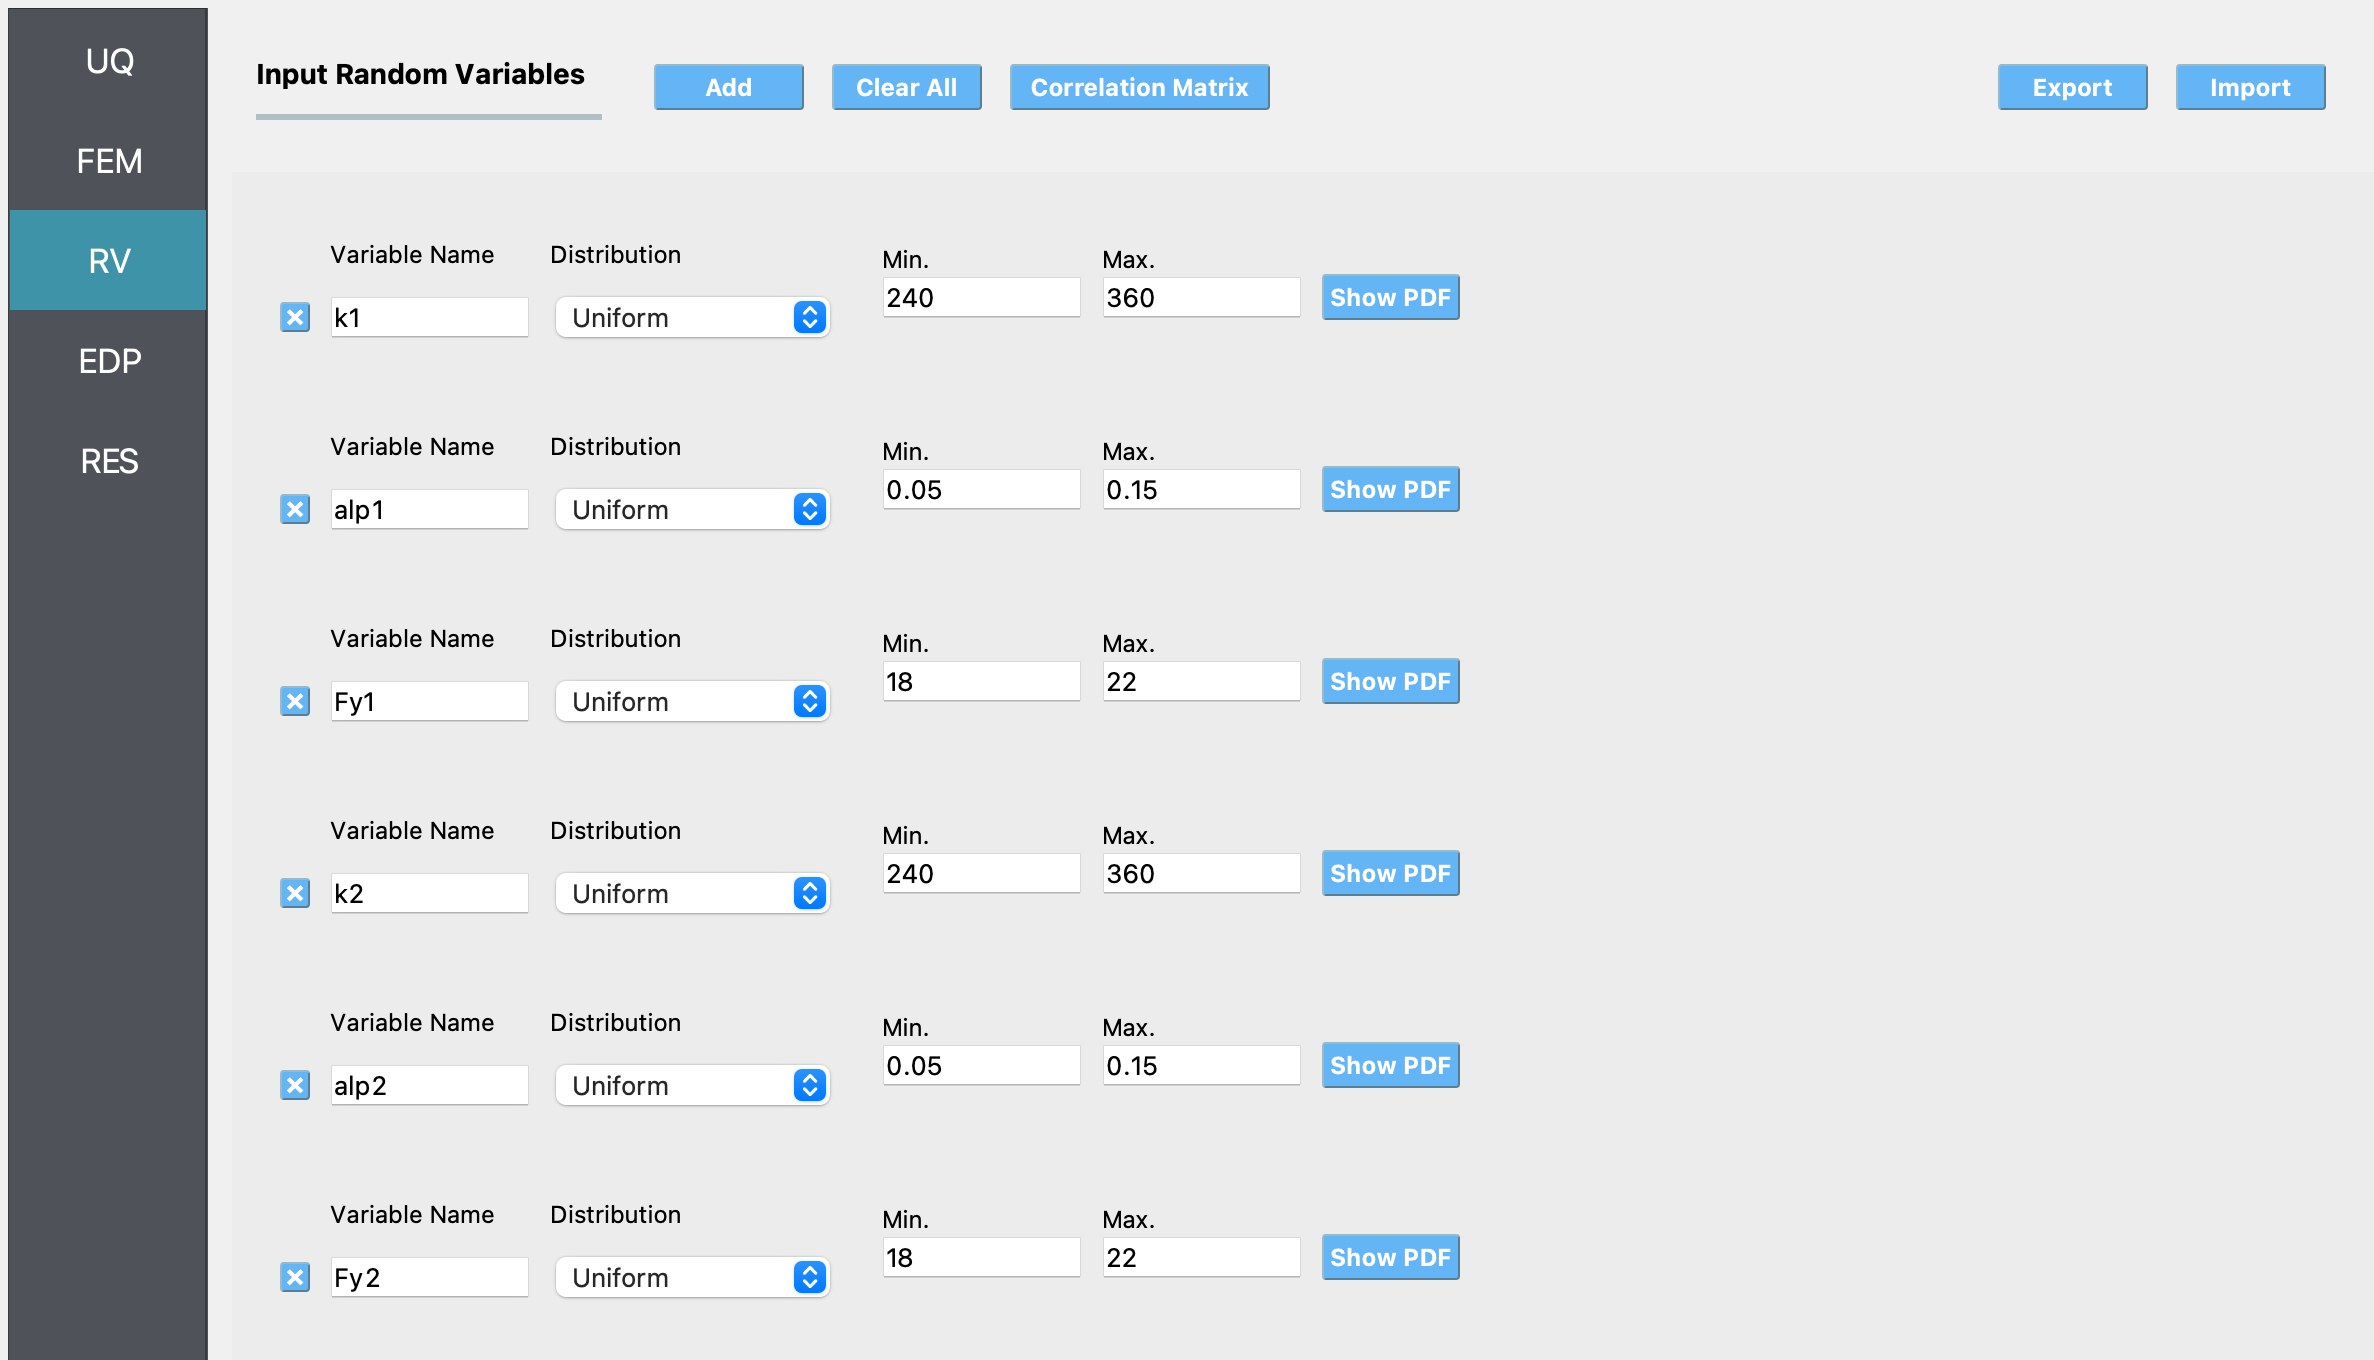 UQ
FEM
RV
EDP
RES
Input Random Variables
Add
Clear All
Correlation Matrix
Export
Import
Variable Name Distribution Min. Max.
k1 Uniform 240 360 Show PDF
Variable Name Distribution Min. Max.
alp1 Uniform 0.05 0.15 Show PDF
Variable Name Distribution Min. Max.
Fy1 Uniform 18 22 Show PDF
Variable Name Distribution Min. Max.
k2 Uniform 240 360 Show PDF
Variable Name Distribution Min. Max.
alp2 Uniform 0.05 0.15 Show PDF
Variable Name Distribution Min. Max.
Fy2 Uniform 18 22 Show PDF